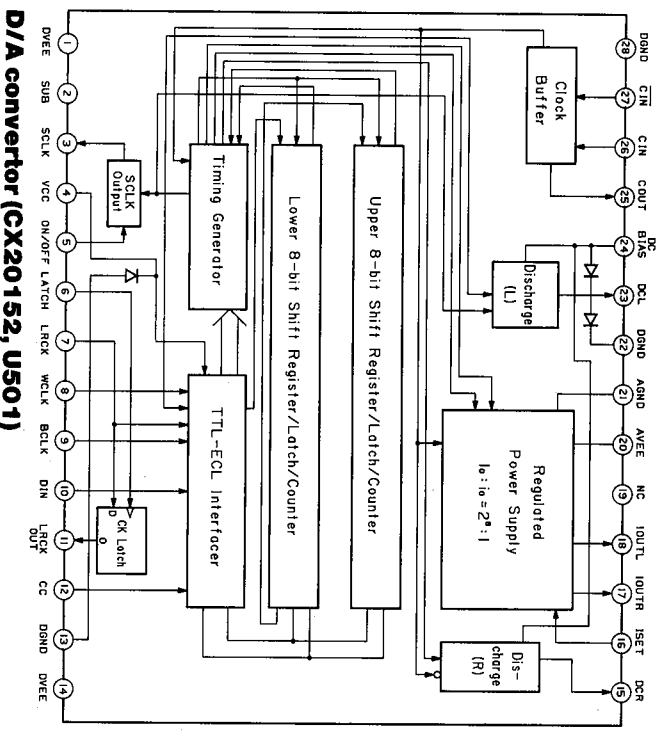 DGND
CIN
CIN
COUT
DC
BIAS
DCL
DGND
AGND
AVEE
NC
IOUTL
IOUTR
ISET
DCR
28
27
26
25
24
23
22
21
20
19
18
17
16
15
Clock
Buffer
Discharge
(L)
Regulated
Power Supply
Io : io = 2⁸ : 1
Dis-
charge
(R)
Upper 8-bit Shift Register/Latch/Counter
Lower 8-bit Shift Register/Latch/Counter
Timing Generator
TTL-ECL Interfacer
SCLK
Output
CK Latch
D
O
1
2
3
4
5
6
7
8
9
10
11
12
13
14
DVEE
SUB
SCLK
VCC
ON/OFF
LATCH
LRCK
WCLK
BCLK
DIN
LRCK
OUT
CC
DGND
DVEE
D/A convertor (CX20152, U501)